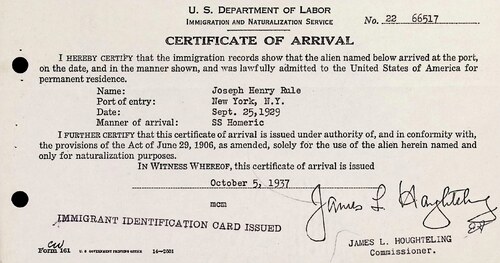 U. S. DEPARTMENT OF LABOR
IMMIGRATION AND NATURALIZATION SERVICE
No. 22 66517
CERTIFICATE OF ARRIVAL
I HEREBY CERTIFY that the immigration records show that the alien named below arrived at the port,
on the date, and in the manner shown, and was lawfully admitted to the United States of America for
permanent residence.
Name: Joseph Henry Rule
Port of entry: New York, N.Y.
Date: Sept. 25,1929
Manner of arrival: SS Homeric
I FURTHER CERTIFY that this certificate of arrival is issued under authority of, and in conformity with,
the provisions of the Act of June 29, 1906, as amended, solely for the use of the alien herein named and
only for naturalization purposes.
IN WITNESS WHEREOF, this certificate of arrival is issued
October 5, 1937
mcm
James L Houghteling
IMMIGRANT IDENTIFICATION CARD ISSUED
JAMES L. HOUGHTELING
Commissioner.
Form 161 U. S. GOVERNMENT PRINTING OFFICE 14—2001